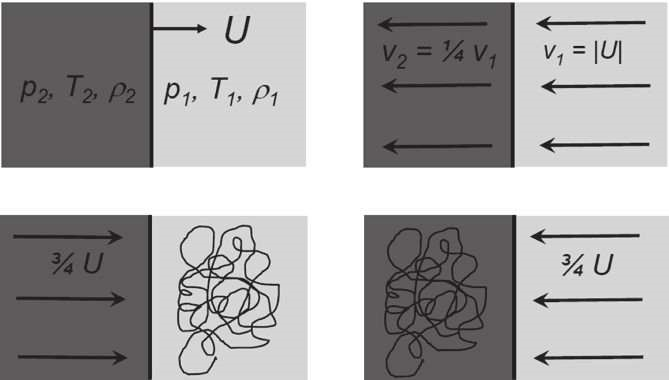 U
p₂, T₂, ρ₂
p₁, T₁, ρ₁
v₂ = ¼ v₁
v₁ = |U|
¾ U
¾ U